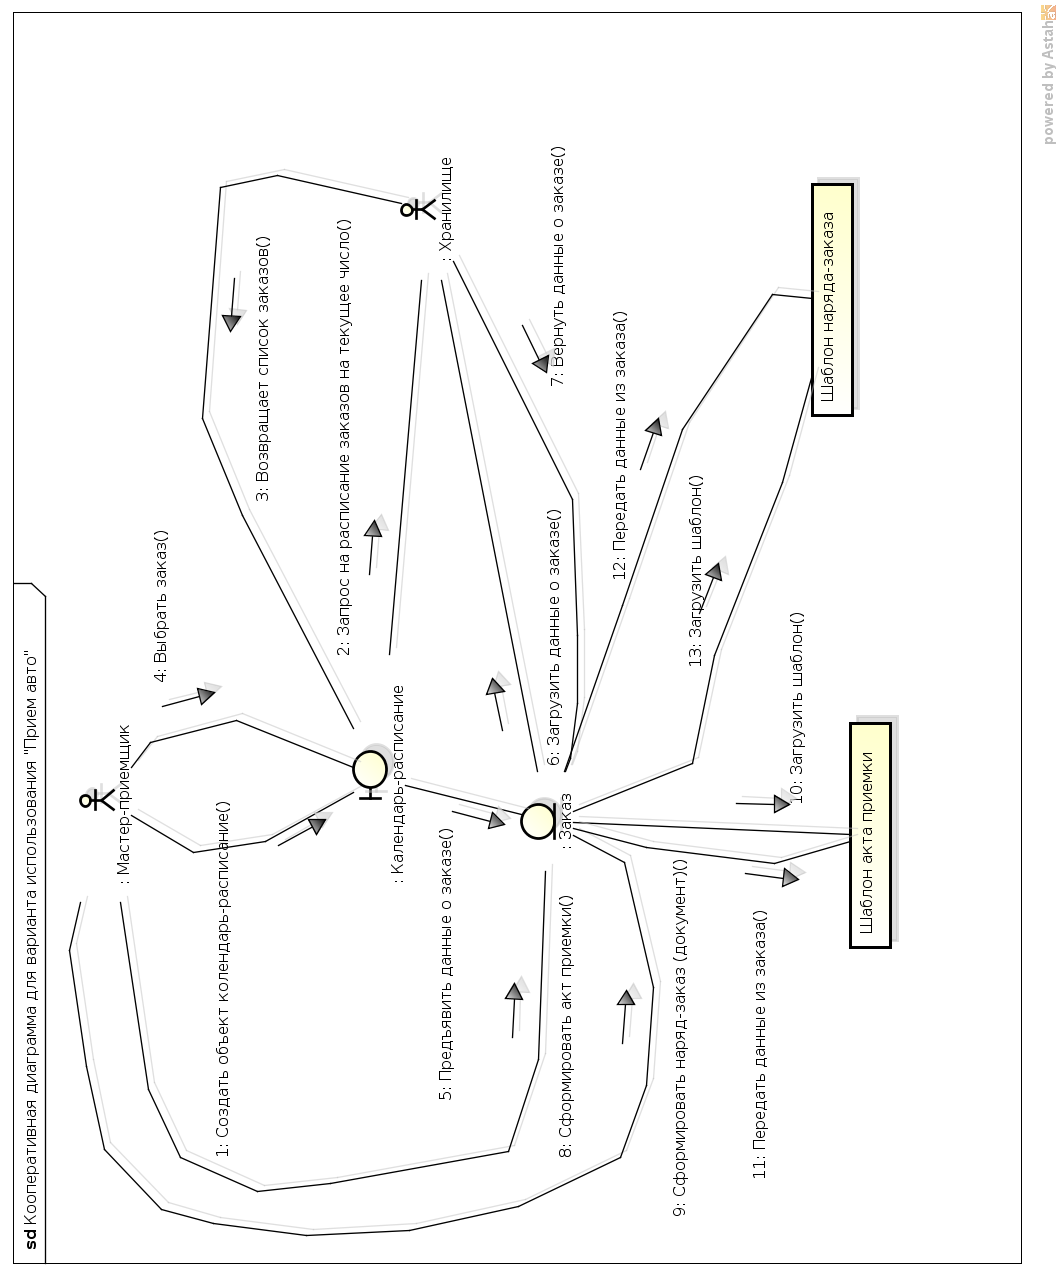 sd Кооперативная диаграмма для варианта использования "Прием авто"
: Мастер-приемщик
4: Выбрать заказ()
1: Создать объект колендарь-расписание()
3: Возвращает список заказов()
2: Запрос на расписание заказов на текущее число()
: Календарь-расписание
: Хранилище
5: Предъявить данные о заказе()
6: Загрузить данные о заказе()
7: Вернуть данные о заказе()
: Заказ
8: Сформировать акт приемки()
12: Передать данные из заказа()
9: Сформировать наряд-заказ (документ)()
13: Загрузить шаблон()
11: Передать данные из заказа()
10: Загрузить шаблон()
Шаблон наряда-заказа
Шаблон акта приемки
powered by Astah